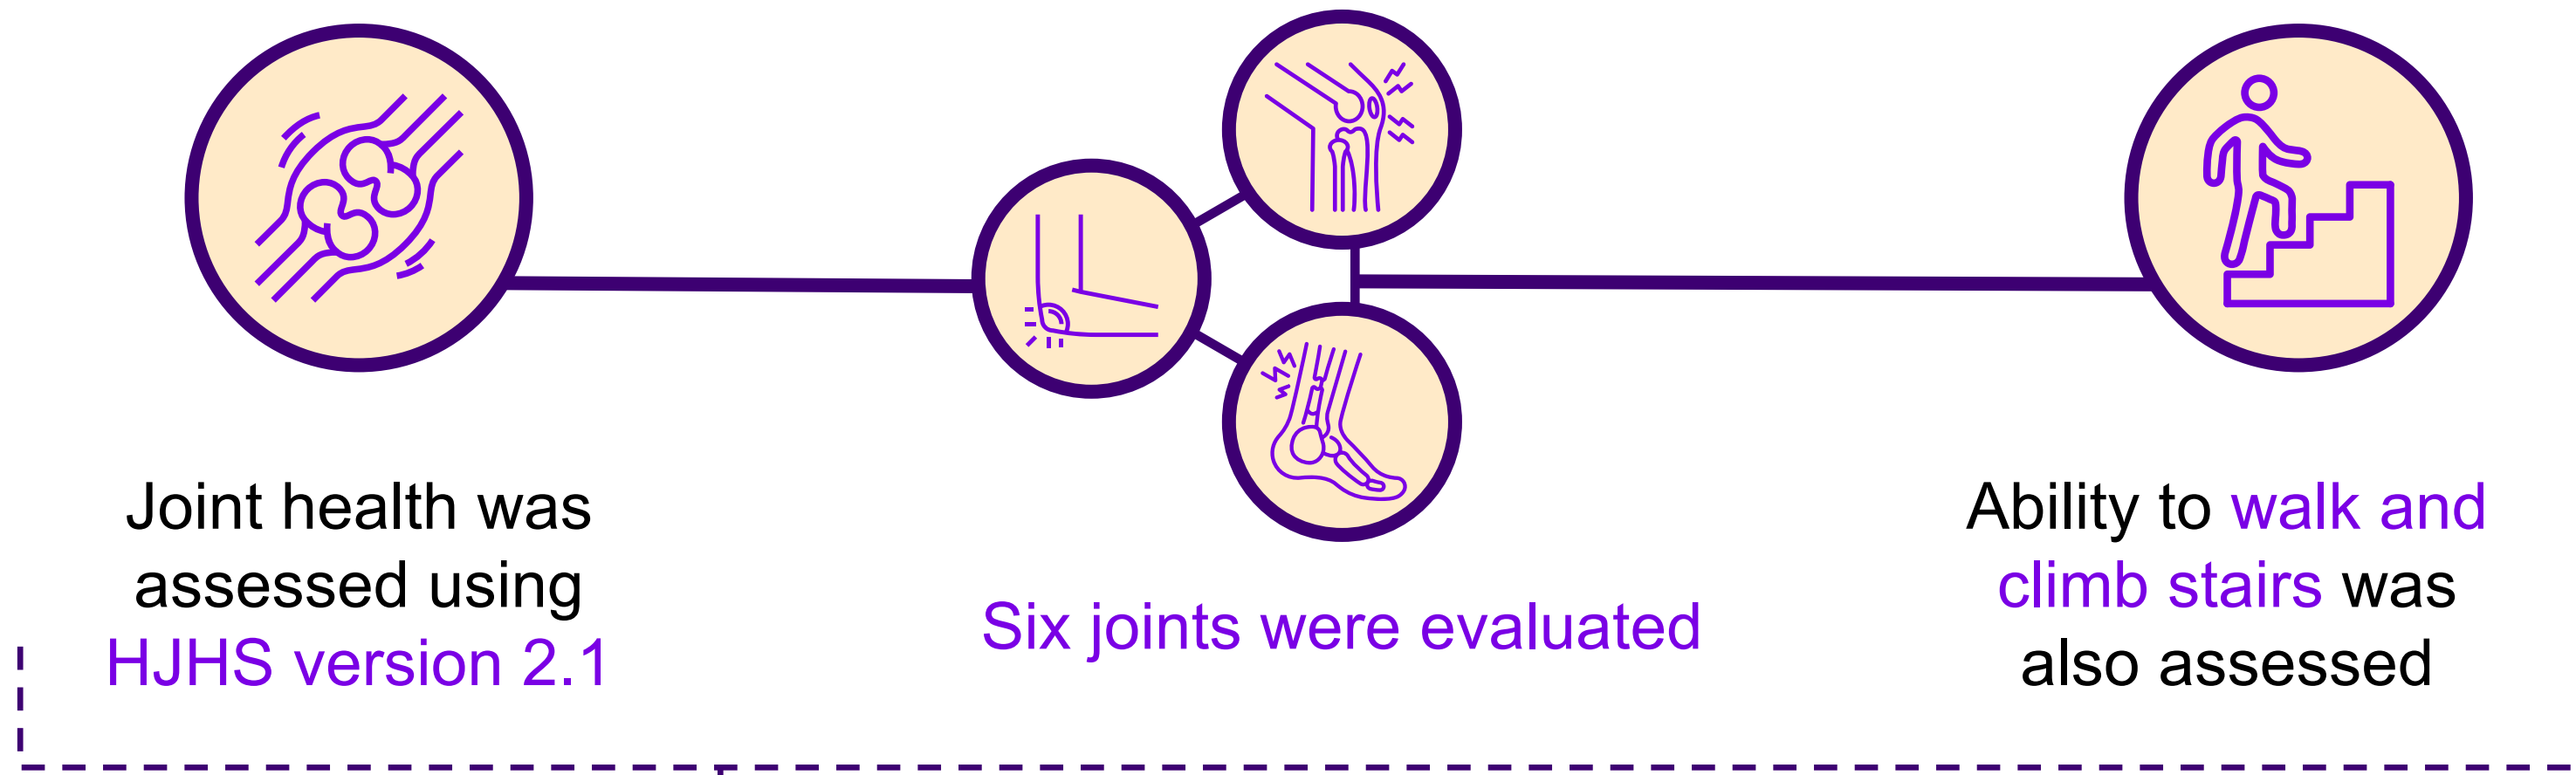 Joint health was
assessed using
HJHS version 2.1
Six joints were evaluated
Ability to walk and
climb stairs was
also assessed